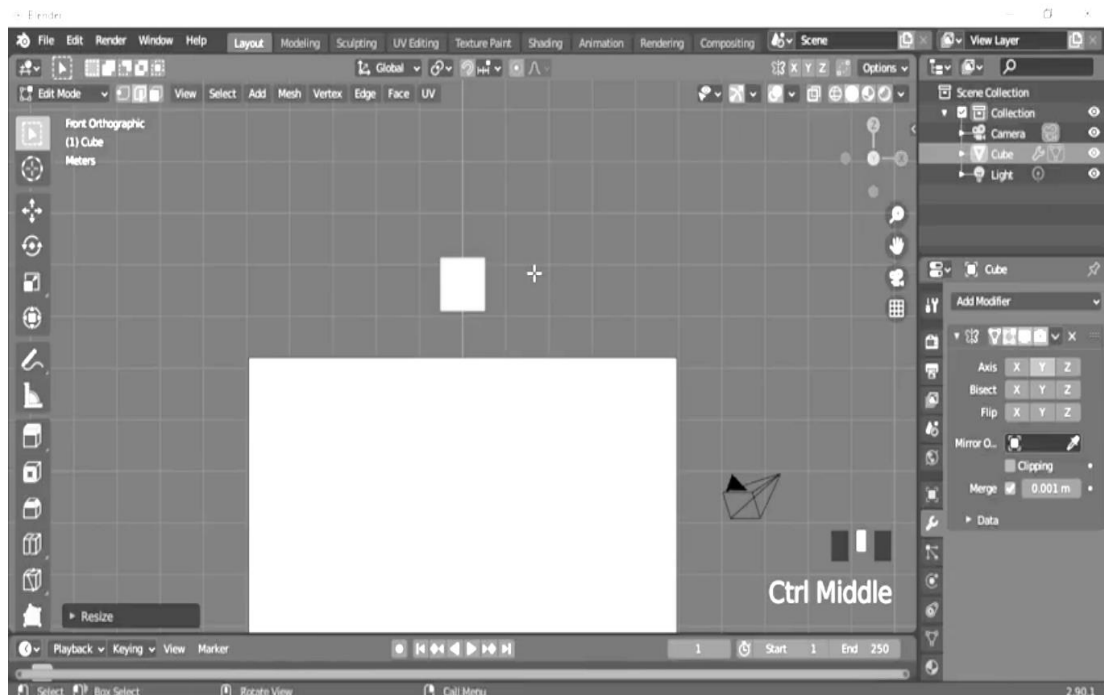 Blender
File Edit Render Window Help Layout Modeling Sculpting UV Editing Texture Paint Shading Animation Rendering Compositing Scene View Layer
Global X Y Z Options
Edit Mode View Select Add Mesh Vertex Edge Face UV
Scene Collection
Collection
Camera
Cube
Light
Front Orthographic
(1) Cube
Meters
Z
X
Cube
Add Modifier
Axis X Y Z
Bisect X Y Z
Flip X Y Z
Mirror O...
Clipping
Merge 0.001 m
Data
Ctrl Middle
Resize
Playback Keying View Marker 1 Start 1 End 250
Select Box Select Rotate View Call Menu 2.90.1